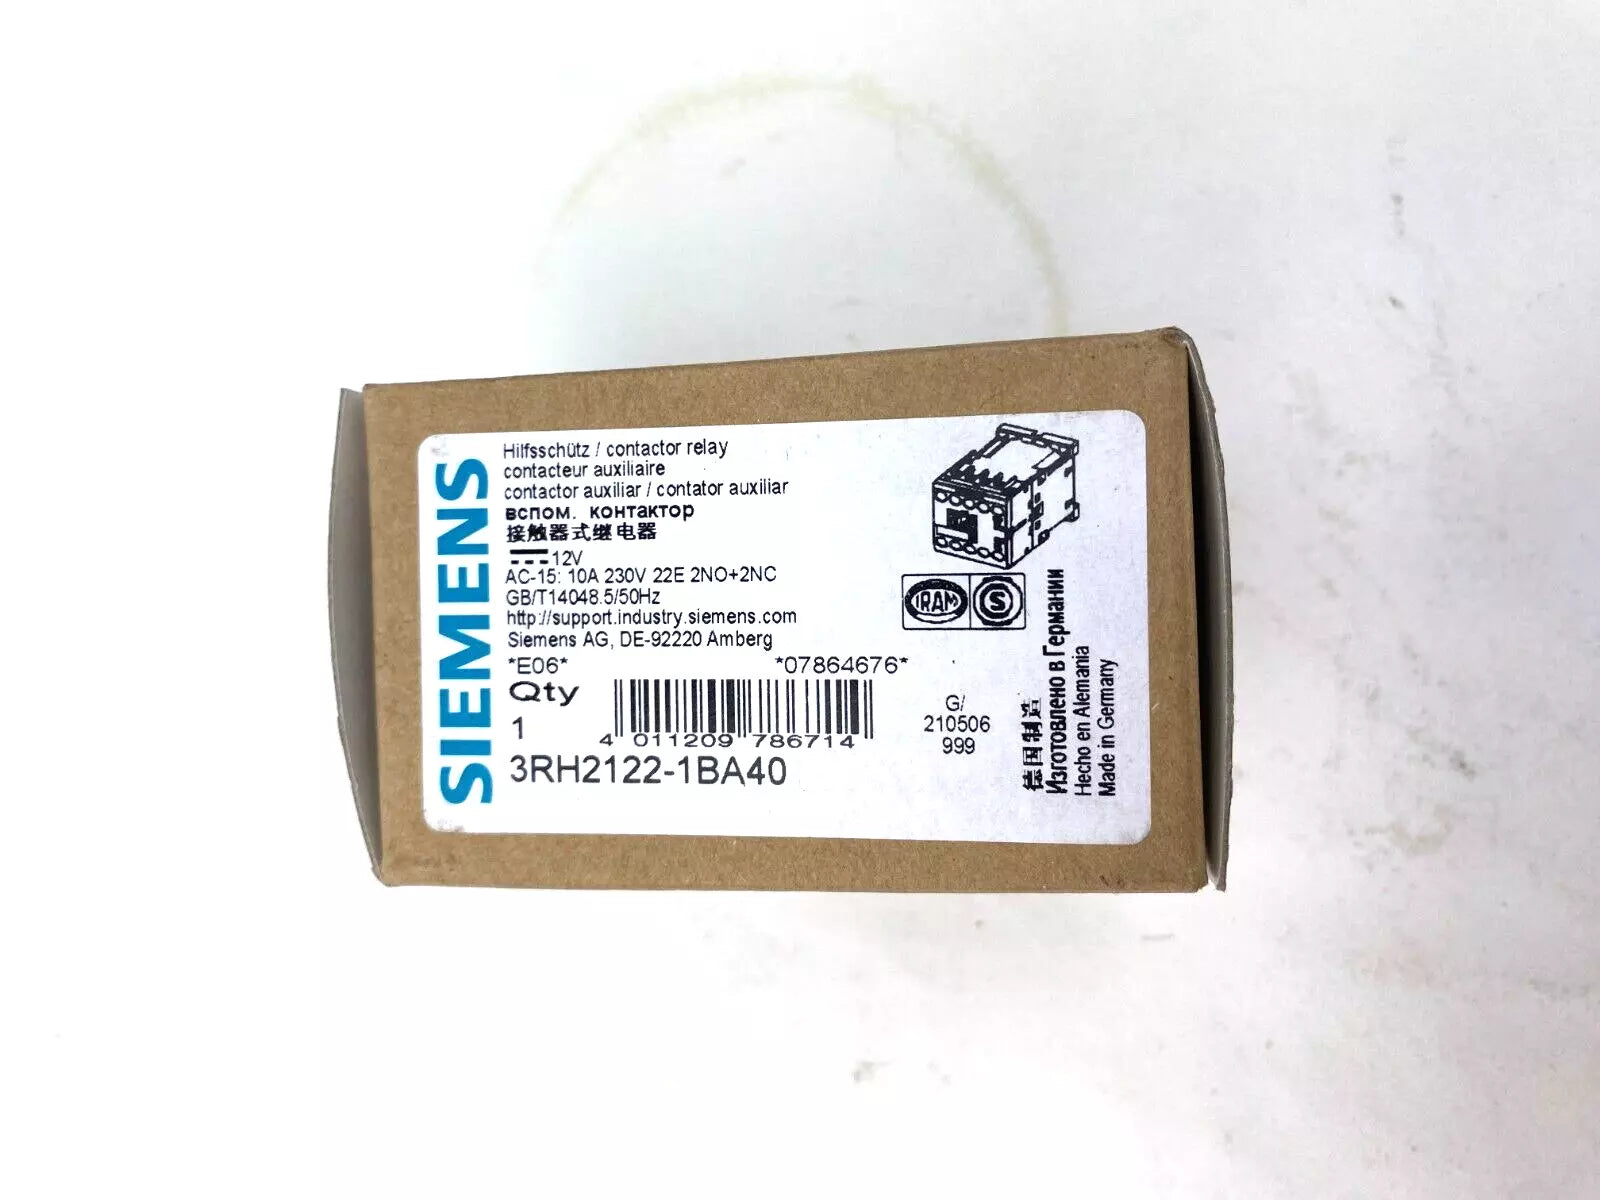 SIEMENS
Hilfsschütz / contactor relay
contacteur auxiliaire
contactor auxiliar / contator auxiliar
вспом. контактор
接触器式继电器
12V
AC-15: 10A 230V 22E 2NO+2NC
GB/T14048.5/50Hz
http://support.industry.siemens.com
Siemens AG, DE-92220 Amberg
*E06* *07864676*
Qty
1
4 011209 786714
3RH2122-1BA40
IRAM S
G/
210506
999
德国制造
Изготовлено в Германии
Hecho en Alemania
Made in Germany